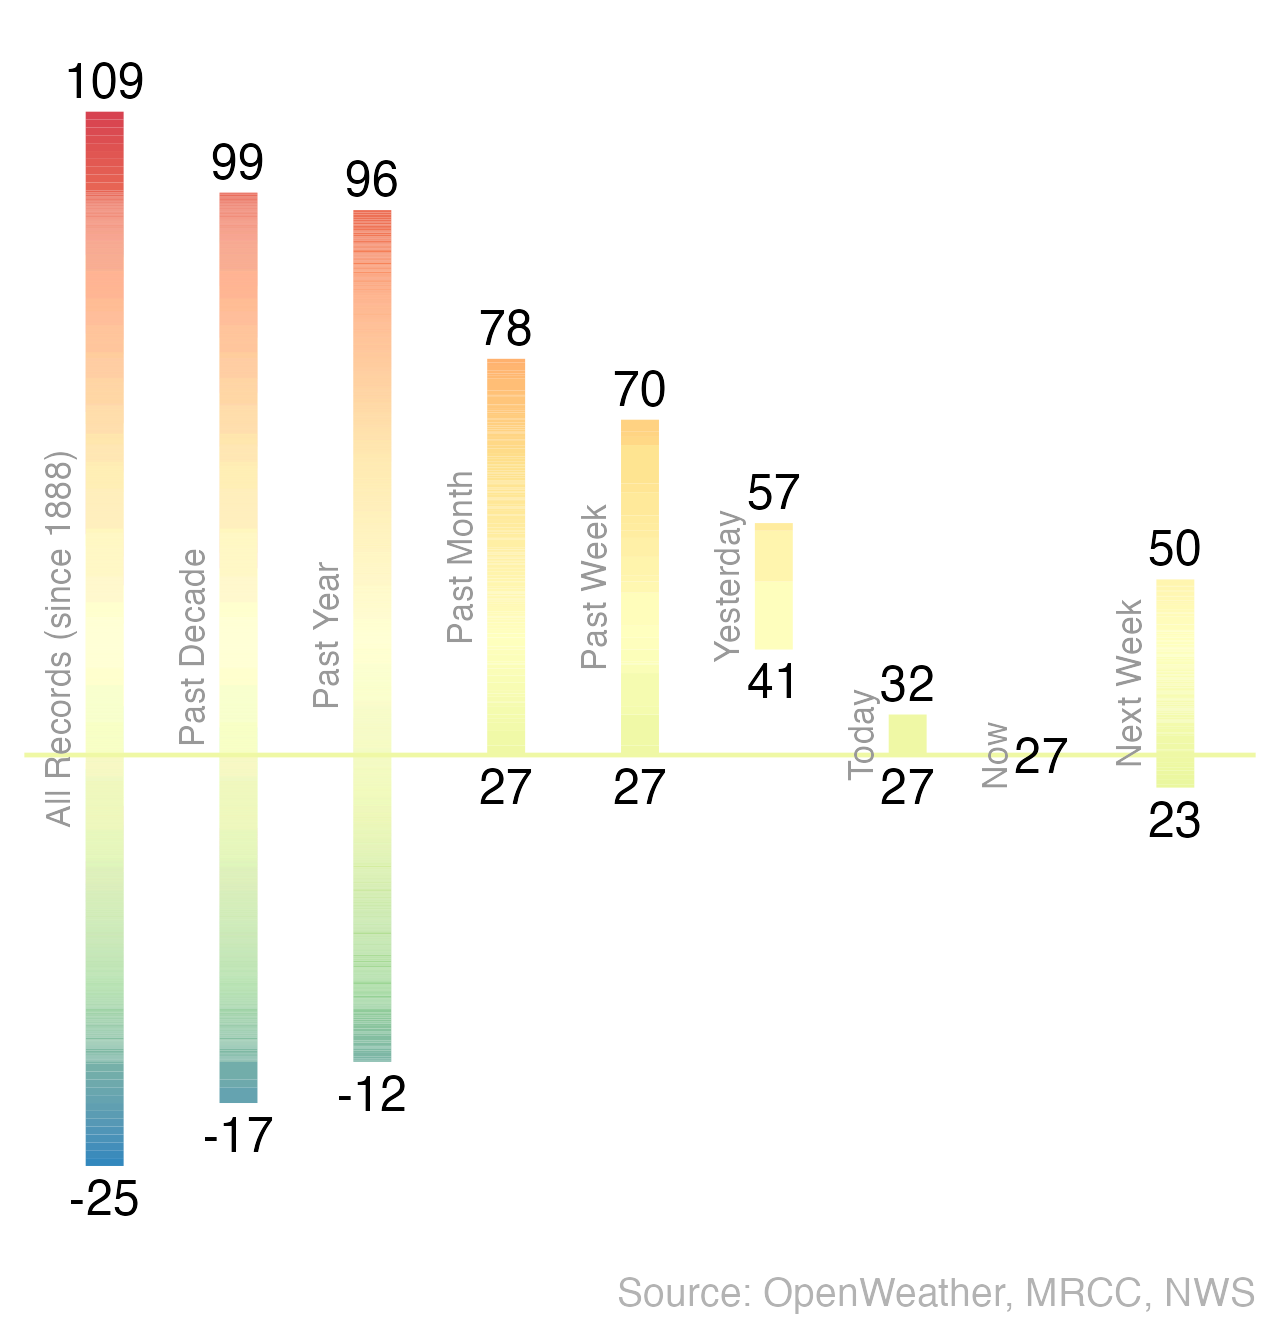 109
All Records (since 1888)
-25
99
Past Decade
-17
96
Past Year
-12
78
Past Month
27
70
Past Week
27
57
Yesterday
41
32
Today
27
Now
27
50
Next Week
23
Source: OpenWeather, MRCC, NWS